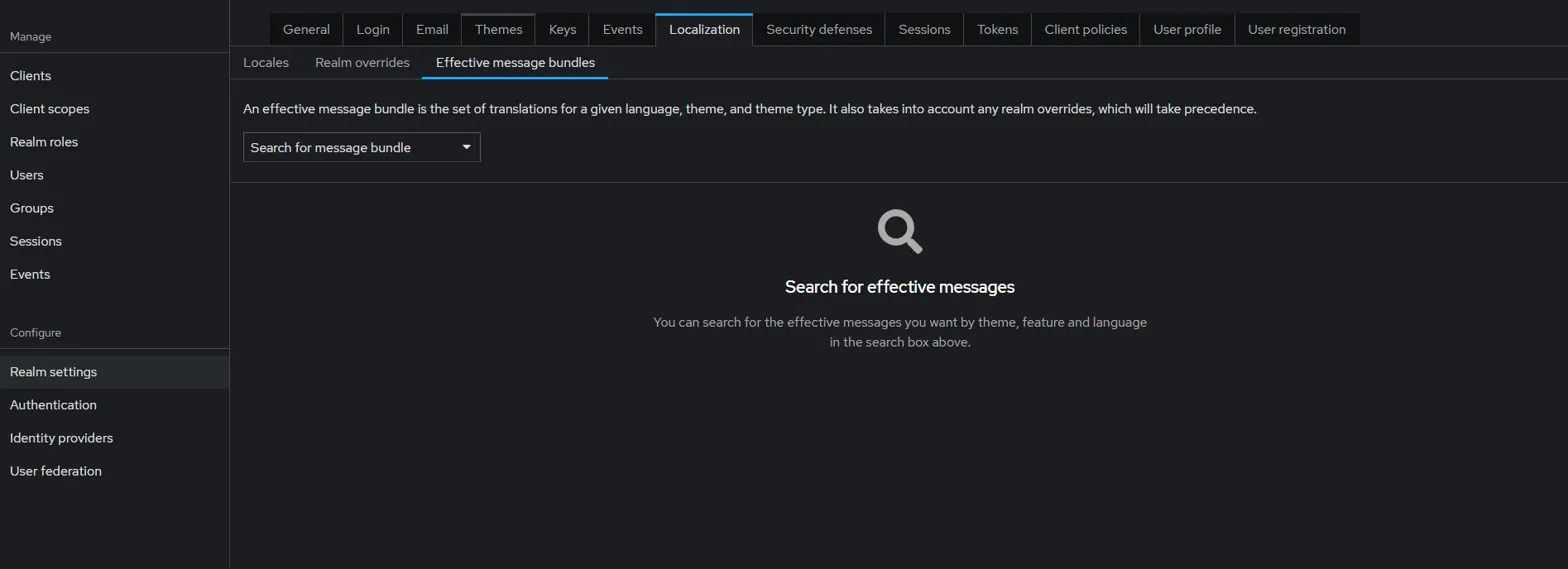 Manage
Clients
Client scopes
Realm roles
Users
Groups
Sessions
Events
Configure
Realm settings
Authentication
Identity providers
User federation
General Login Email Themes Keys Events Localization Security defenses Sessions Tokens Client policies User profile User registration
Locales Realm overrides Effective message bundles
An effective message bundle is the set of translations for a given language, theme, and theme type. It also takes into account any realm overrides, which will take precedence.
Search for message bundle
Search for effective messages
You can search for the effective messages you want by theme, feature and language
in the search box above.